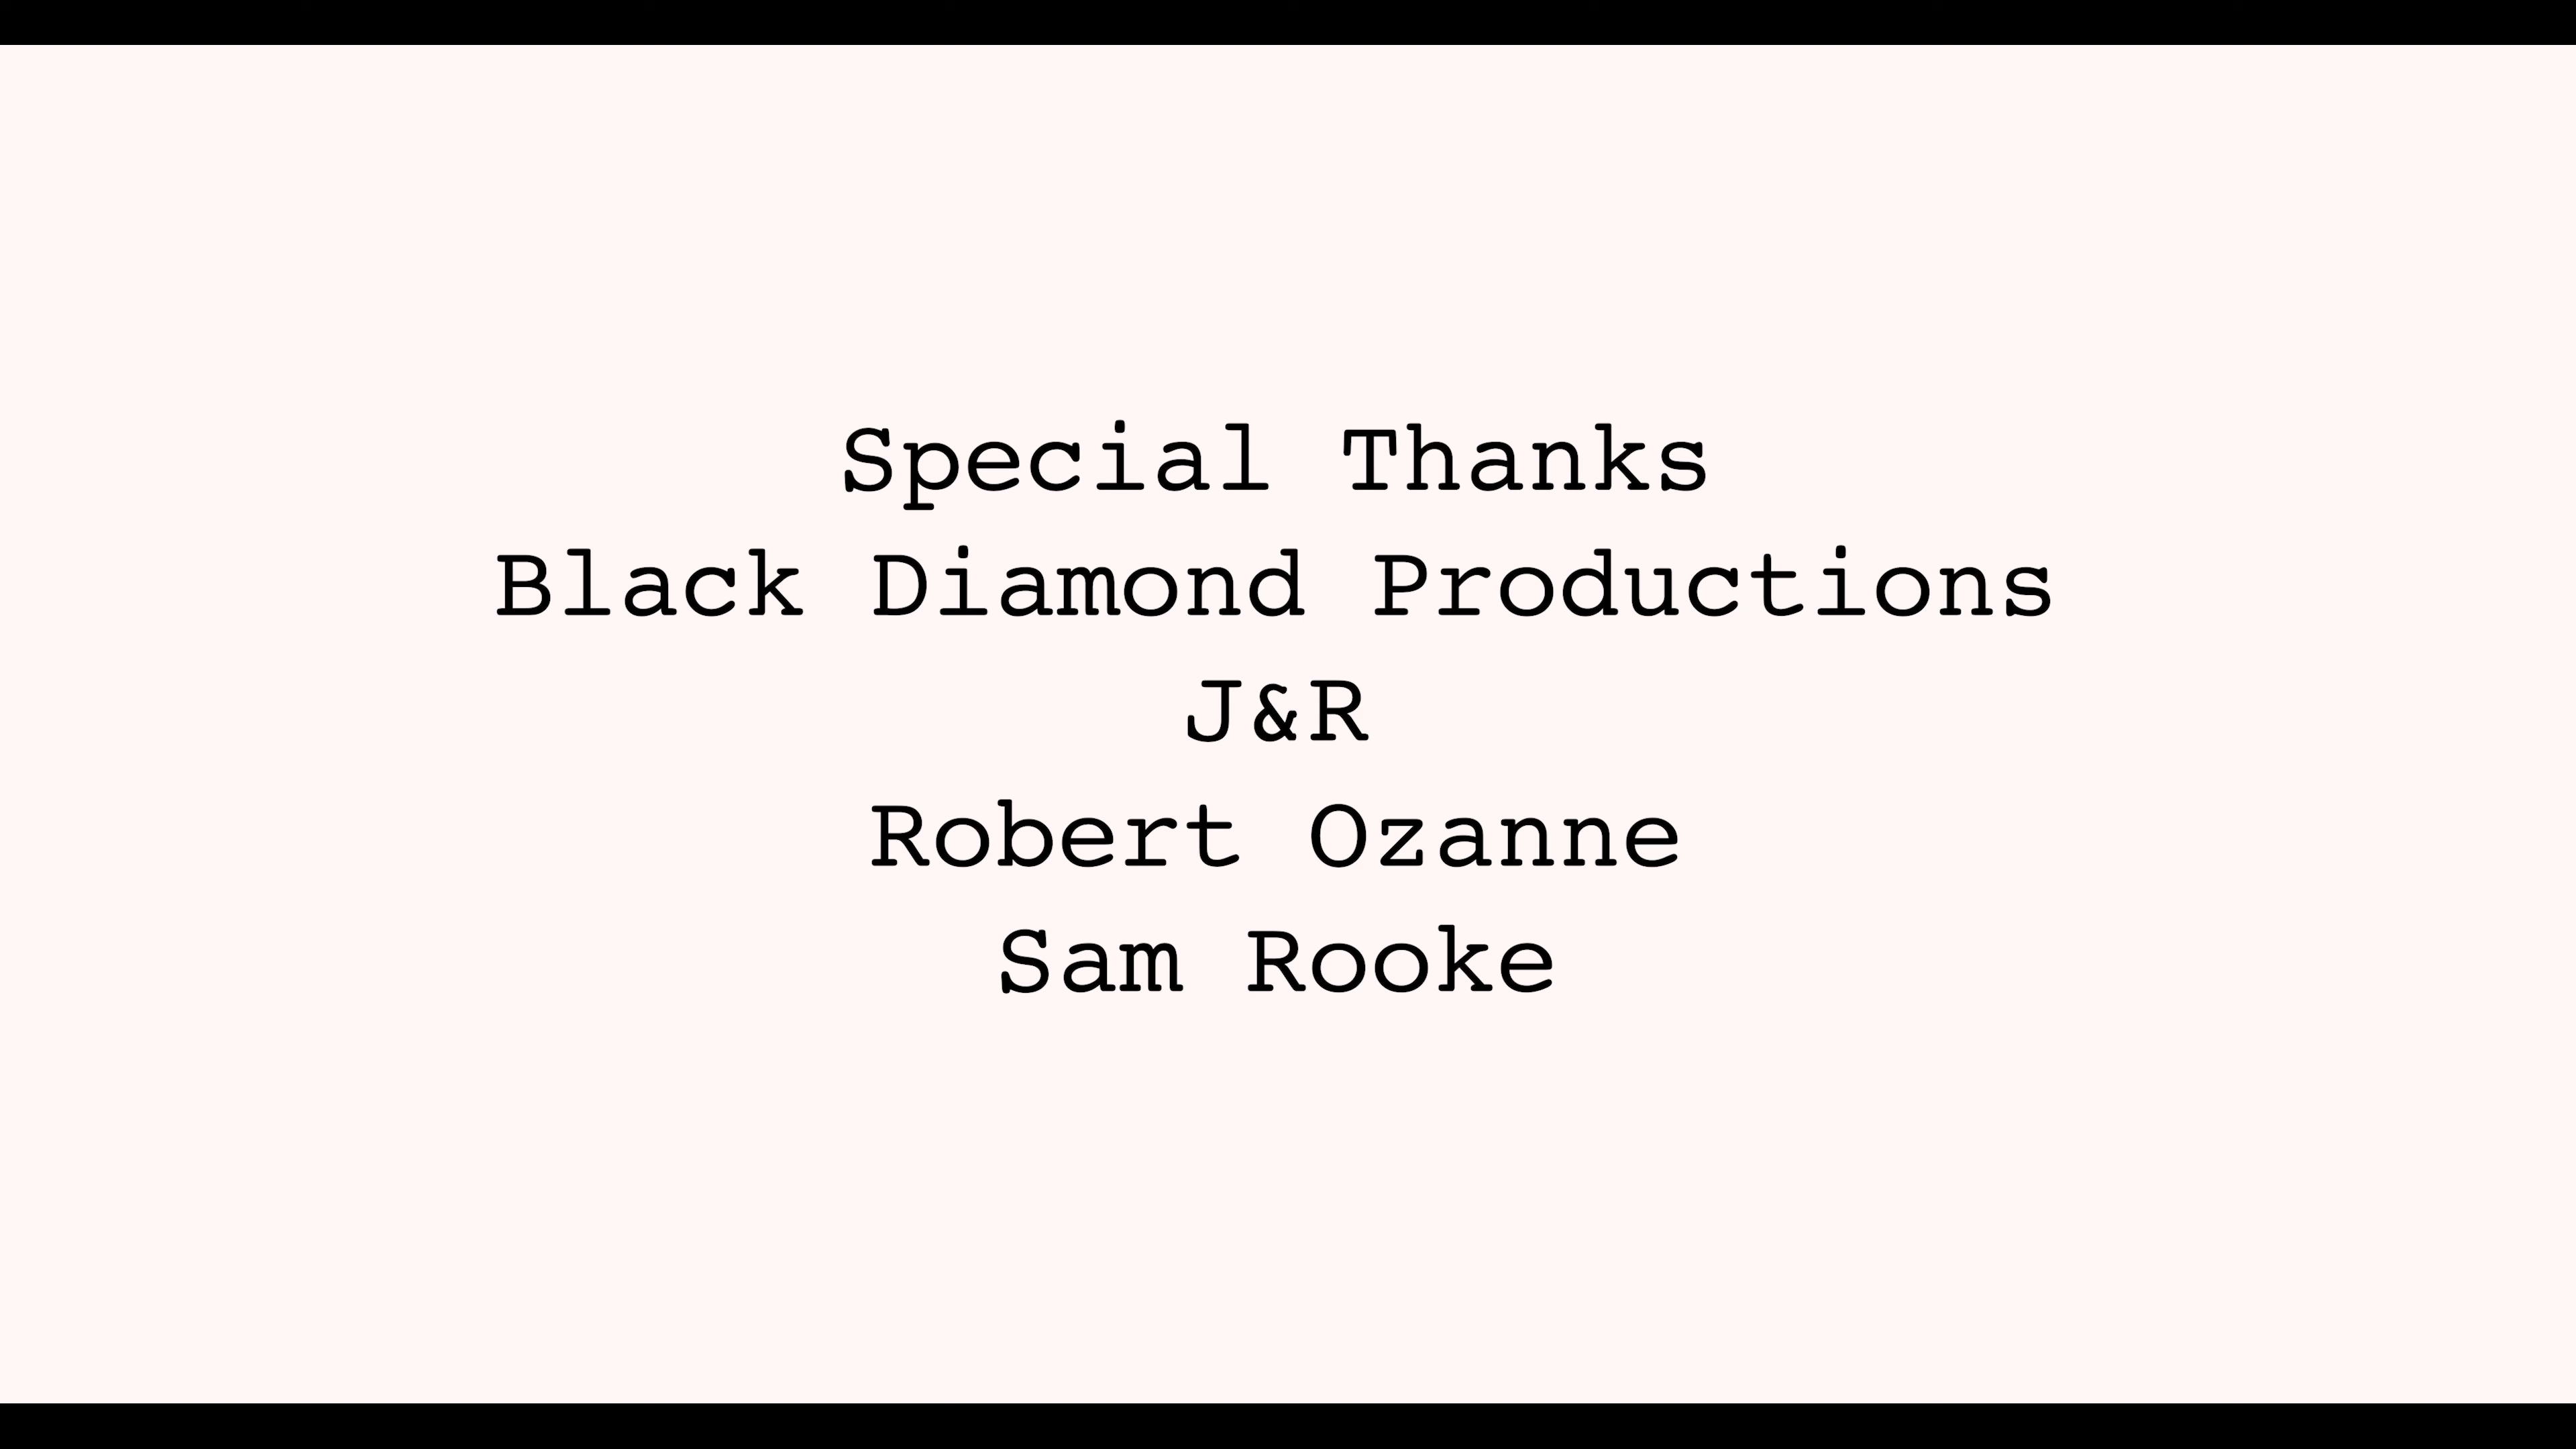 Special Thanks
Black Diamond Productions
J&R
Robert Ozanne
Sam Rooke